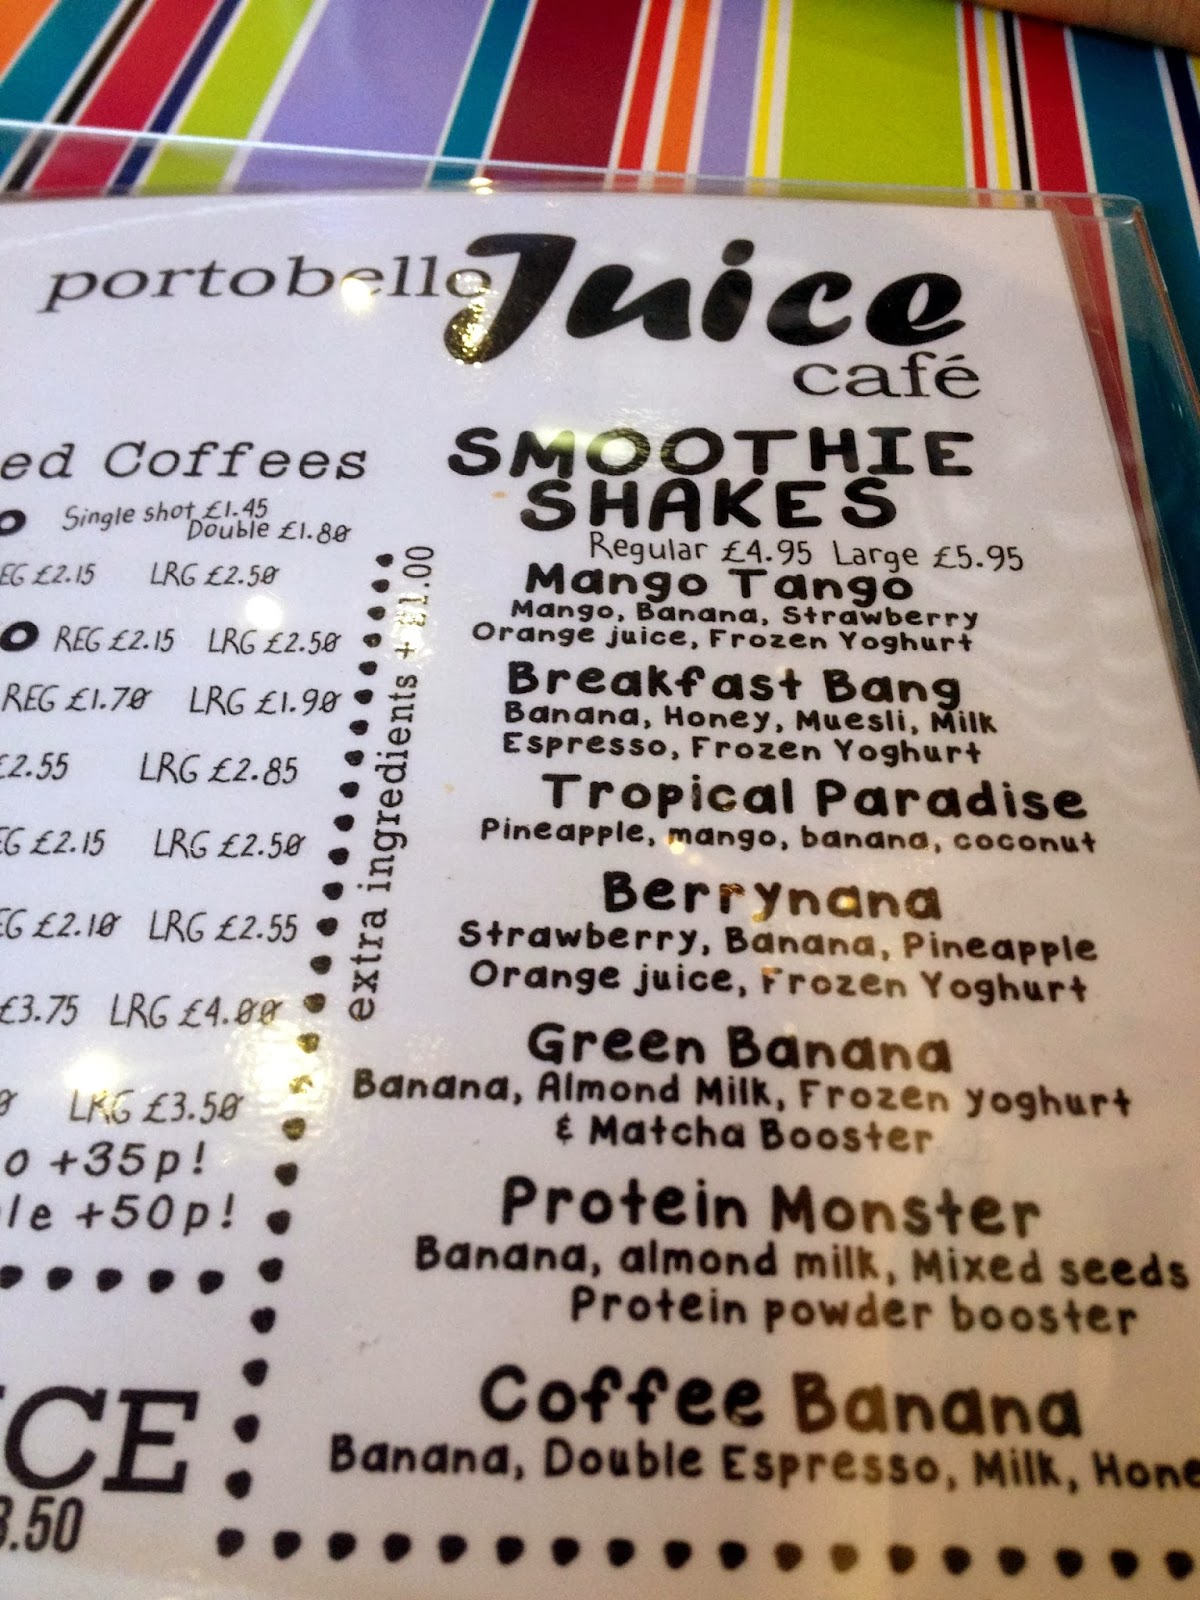 portobello Juice
café
Coffees
Single shot £1.45
Double £1.80
£2.15 LRG £2.50
REG £2.15 LRG £2.50
REG £1.70 LRG £1.90
£2.55 LRG £2.85
£2.15 LRG £2.50
£2.10 LRG £2.55
£3.75 LRG £4.00
LRG £3.50
+35p!
+50p!
3.50
extra ingredients + £1.00
SMOOTHIE
SHAKES
Regular £4.95 Large £5.95
Mango Tango
Mango, Banana, Strawberry
Orange juice, Frozen Yoghurt
Breakfast Bang
Banana, Honey, Muesli, Milk
Espresso, Frozen Yoghurt
Tropical Paradise
Pineapple, mango, banana, coconut
Berrynana
Strawberry, Banana, Pineapple
Orange juice, Frozen Yoghurt
Green Banana
Banana, Almond Milk, Frozen yoghurt
& Matcha Booster
Protein Monster
Banana, almond milk, Mixed seeds
Protein powder booster
Coffee Banana
Banana, Double Espresso, Milk,